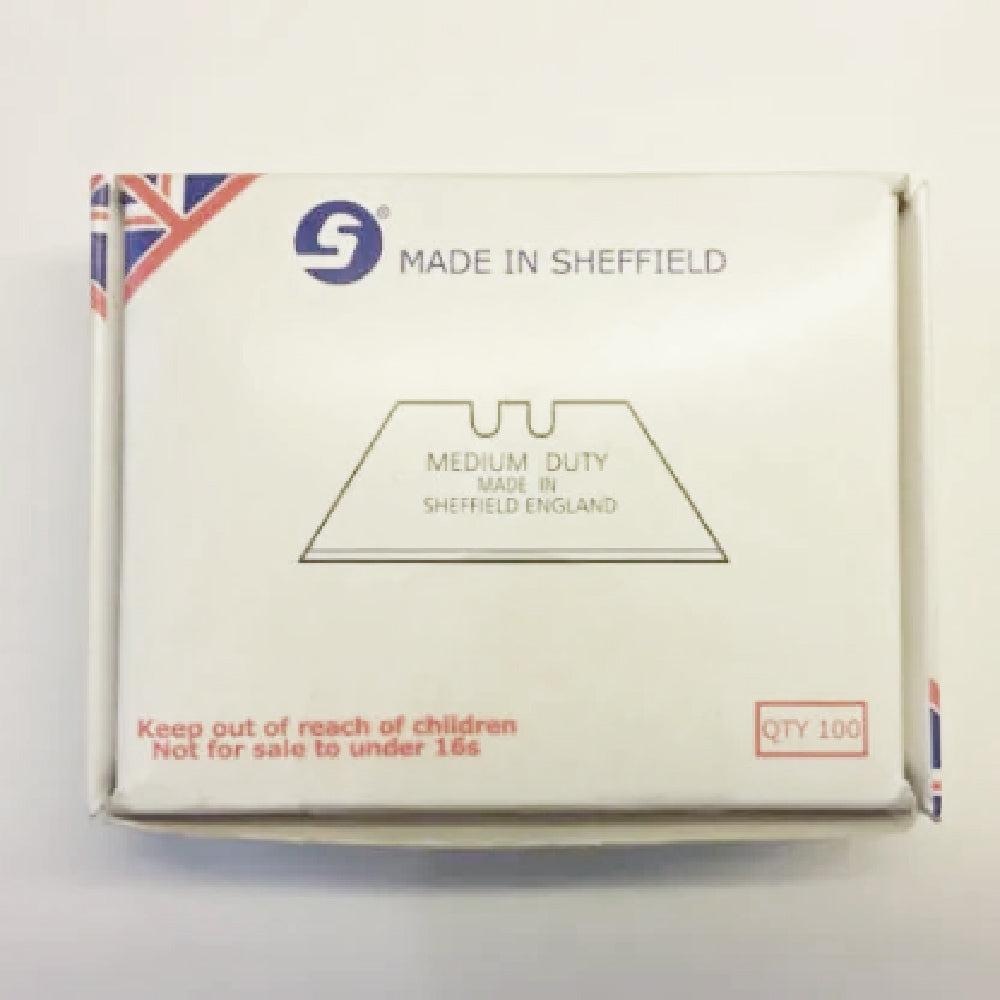 S®
MADE IN SHEFFIELD
MEDIUM DUTY
MADE IN
SHEFFIELD ENGLAND
Keep out of reach of children
Not for sale to under 16s
QTY 100